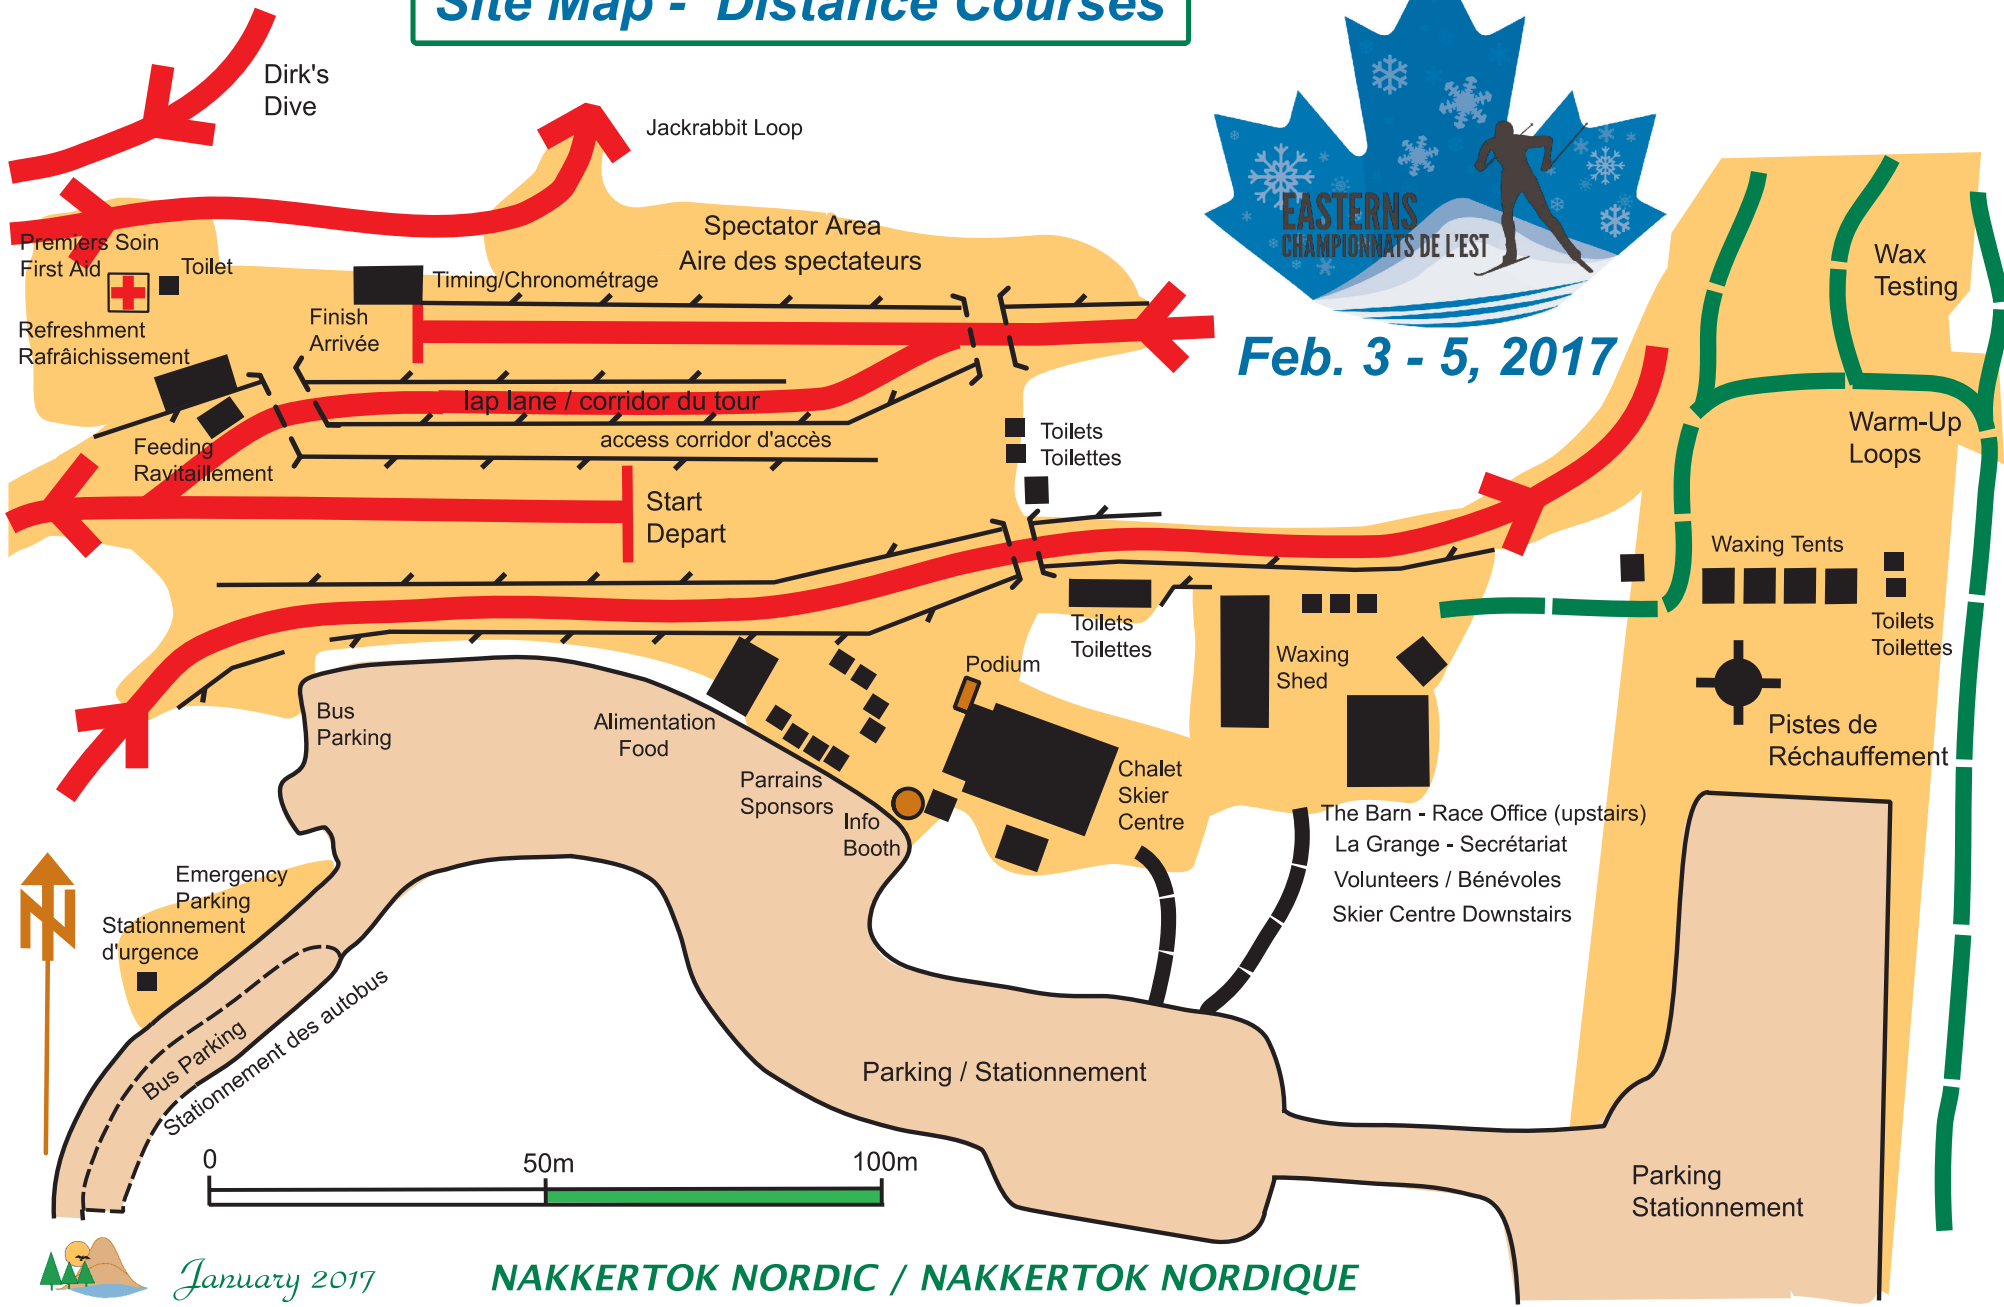 Site Map - Distance Courses
Dirk's
Dive
Jackrabbit Loop
EASTERNS
CHAMPIONNATS DE L'EST
Feb. 3 - 5, 2017
Spectator Area
Aire des spectateurs
Premiers Soin
First Aid
Toilet
Timing/Chronométrage
Finish
Arrivée
Refreshment
Rafrâichissement
lap lane / corridor du tour
access corridor d'accès
Feeding
Ravitaillement
Start
Depart
Toilets
Toilettes
Wax
Testing
Warm-Up
Loops
Waxing Tents
Toilets
Toilettes
Toilets
Toilettes
Waxing
Shed
Podium
Pistes de
Réchauffement
Bus
Parking
Alimentation
Food
Parrains
Sponsors
Info
Booth
Chalet
Skier
Centre
The Barn - Race Office (upstairs)
La Grange - Secrétariat
Volunteers / Bénévoles
Skier Centre Downstairs
Emergency
Parking
Stationnement
d'urgence
N
Bus Parking
Stationnement des autobus
Parking / Stationnement
Parking
Stationnement
0
50m
100m
January 2017
NAKKERTOK NORDIC / NAKKERTOK NORDIQUE